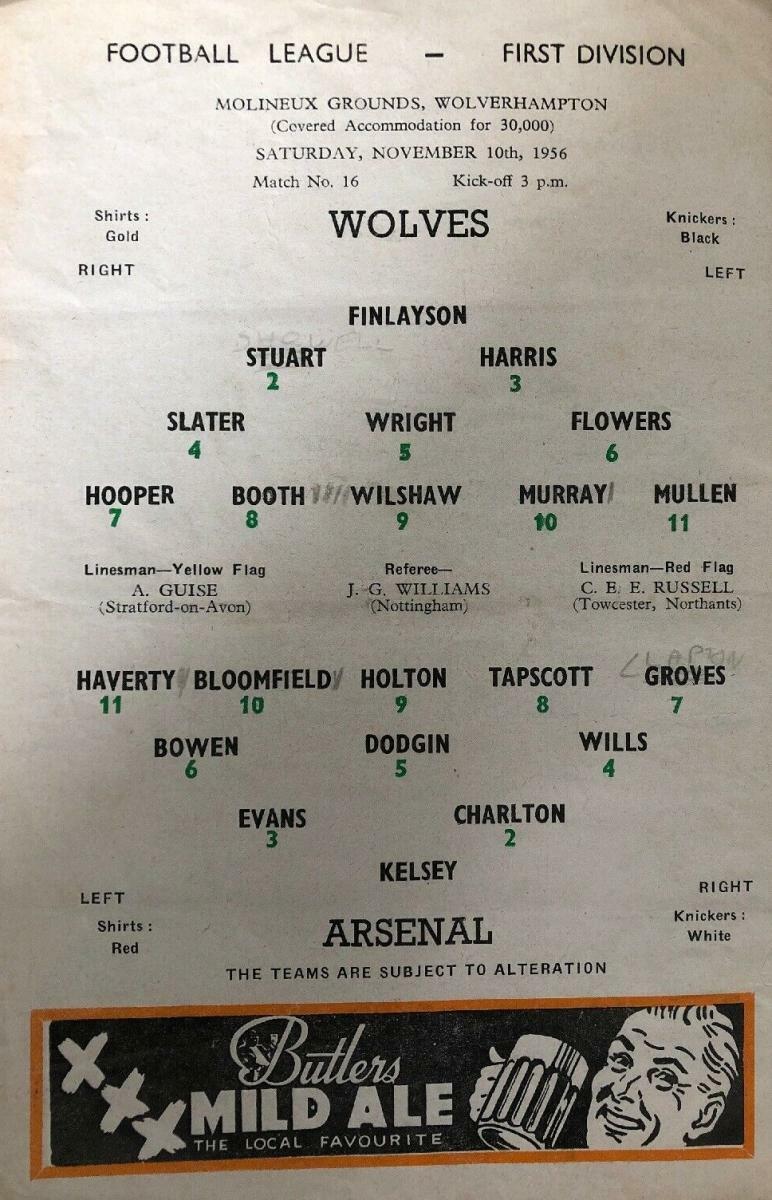 FOOTBALL LEAGUE — FIRST DIVISION
MOLINEUX GROUNDS, WOLVERHAMPTON
(Covered Accommodation for 30,000)
SATURDAY, NOVEMBER 10th, 1956
Match No. 16 Kick-off 3 p.m.
Shirts : WOLVES Knickers :
Gold Black
RIGHT LEFT
FINLAYSON
SHOWELL
STUART HARRIS
2 3
SLATER WRIGHT FLOWERS
4 5 6
HOOPER BOOTH WILSHAW MURRAY MULLEN
7 8 9 10 11
Linesman—Yellow Flag Referee— Linesman—Red Flag
A. GUISE J. G. WILLIAMS C. E. E. RUSSELL
(Stratford-on-Avon) (Nottingham) (Towcester, Northants)
CLAPTON
HAVERTY BLOOMFIELD HOLTON TAPSCOTT GROVES
11 10 9 8 7
BOWEN DODGIN WILLS
6 5 4
EVANS CHARLTON
3 2
KELSEY
LEFT RIGHT
Shirts : ARSENAL Knickers :
Red White
THE TEAMS ARE SUBJECT TO ALTERATION
XXX
Butlers
MILD ALE
THE LOCAL FAVOURITE